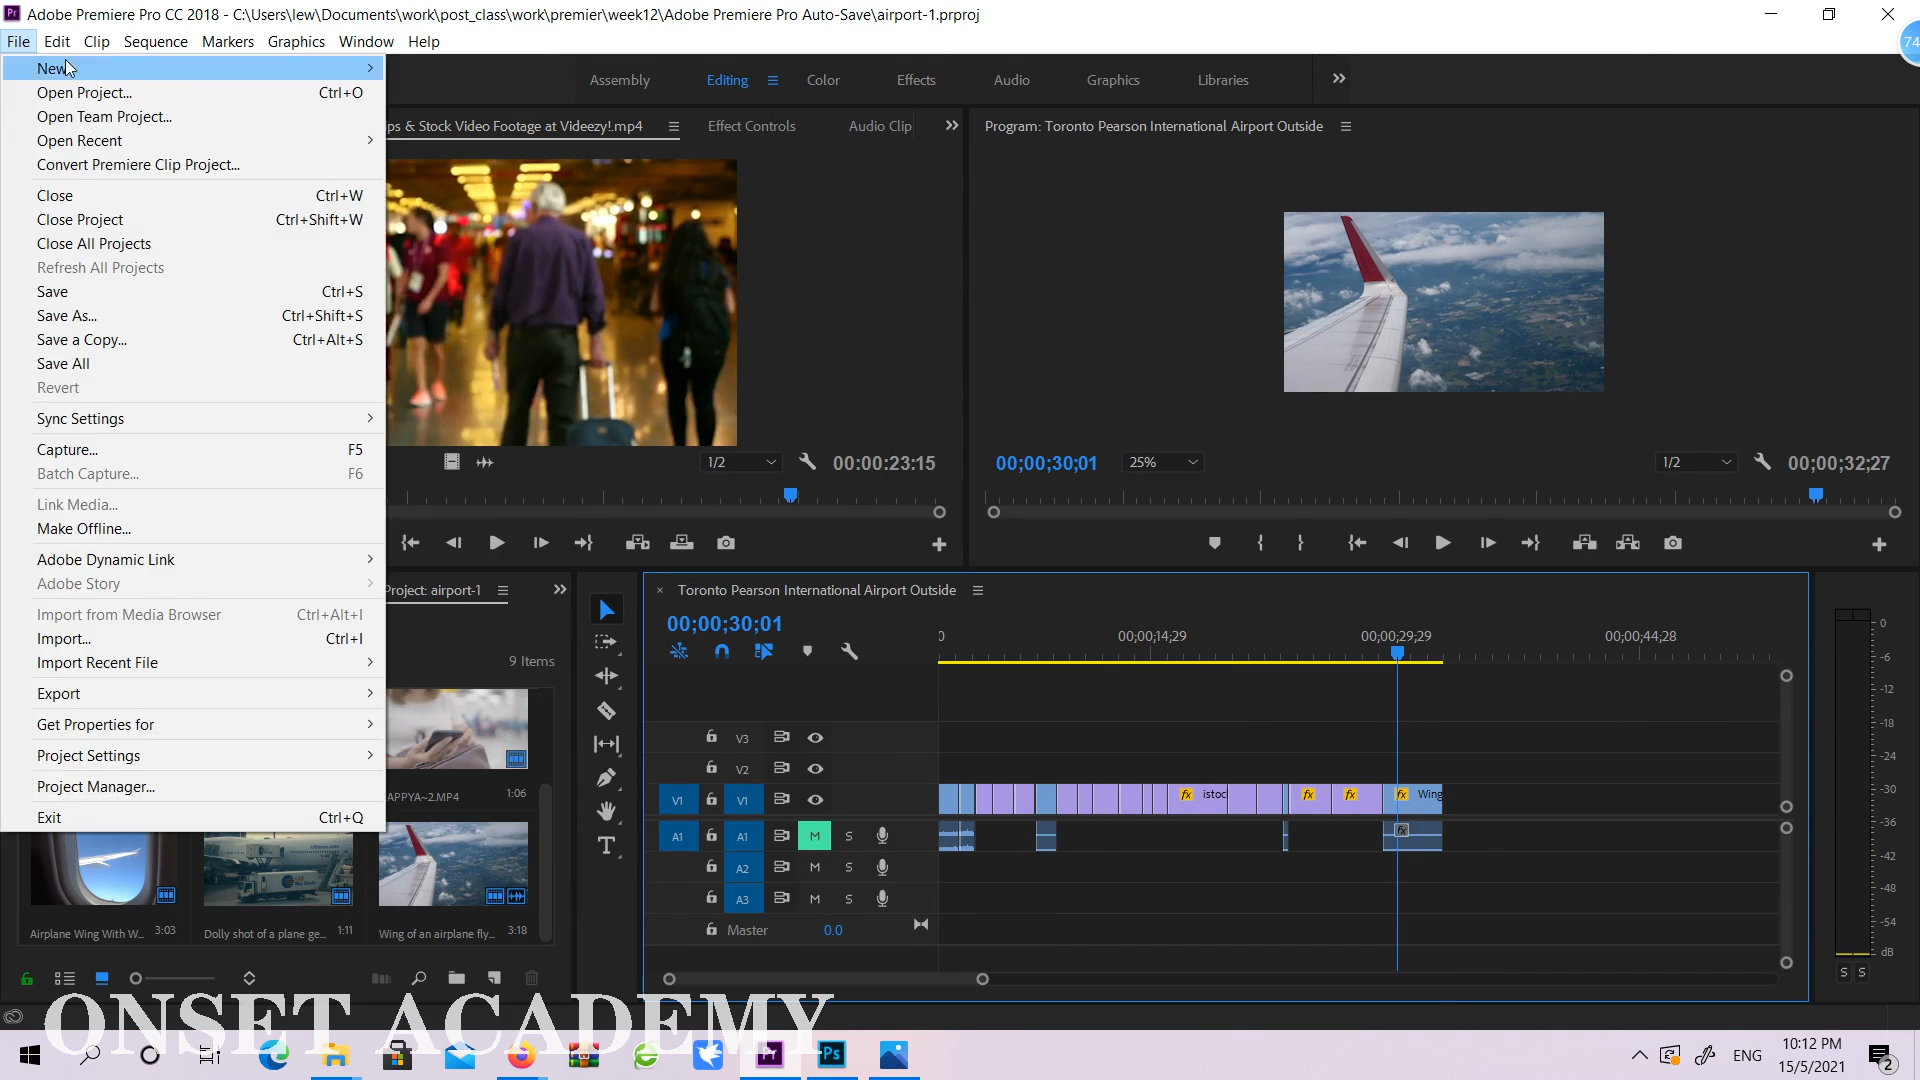 Adobe Premiere Pro CC 2018 - C:\Users\lew\Documents\work\post_class\work\premier\week12\Adobe Premiere Pro Auto-Save\airport-1.prproj
74
File Edit Clip Sequence Markers Graphics Window Help
New
Open Project... Ctrl+O
Open Team Project...
Open Recent
Convert Premiere Clip Project...
Close Ctrl+W
Close Project Ctrl+Shift+W
Close All Projects
Refresh All Projects
Save Ctrl+S
Save As... Ctrl+Shift+S
Save a Copy... Ctrl+Alt+S
Save All
Revert
Sync Settings
Capture... F5
Batch Capture... F6
Link Media...
Make Offline...
Adobe Dynamic Link
Adobe Story
Import from Media Browser Ctrl+Alt+I
Import... Ctrl+I
Import Recent File
Export
Get Properties for
Project Settings
Project Manager...
Exit Ctrl+Q
Assembly Editing Color Effects Audio Graphics Libraries
ps & Stock Video Footage at Videezy!.mp4 Effect Controls Audio Clip
Program: Toronto Pearson International Airport Outside
1/2 00:00:23:15
00;00;30;01 25% 1/2 00;00;32;27
Project: airport-1
9 Items
APPYA~2.MP4 1:06
Airplane Wing With W... 3:03
Dolly shot of a plane ge... 1:11
Wing of an airplane fly... 3:18
× Toronto Pearson International Airport Outside
00;00;30;01
0 00;00;14;29 00;00;29;29 00;00;44;28
V3
V2
V1 V1 fx istoc fx fx fx Wing
A1 A1 M S fx
A2 M S
A3 M S
Master 0.0
0
-6
-12
-18
-24
-30
-36
-42
-48
-54
dB
S S
ONSET ACADEMY
Pr Ps
ENG
10:12 PM
15/5/2021
2